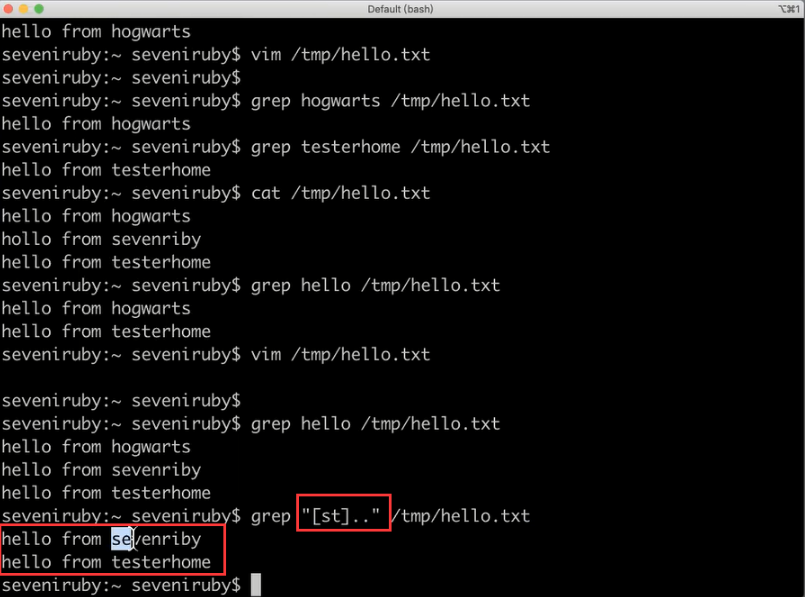 Default (bash)
⌥⌘1
hello from hogwarts
seveniruby:~ seveniruby$ vim /tmp/hello.txt
seveniruby:~ seveniruby$
seveniruby:~ seveniruby$ grep hogwarts /tmp/hello.txt
hello from hogwarts
seveniruby:~ seveniruby$ grep testerhome /tmp/hello.txt
hello from testerhome
seveniruby:~ seveniruby$ cat /tmp/hello.txt
hello from hogwarts
hollo from sevenriby
hello from testerhome
seveniruby:~ seveniruby$ grep hello /tmp/hello.txt
hello from hogwarts
hello from testerhome
seveniruby:~ seveniruby$ vim /tmp/hello.txt
seveniruby:~ seveniruby$
seveniruby:~ seveniruby$ grep hello /tmp/hello.txt
hello from hogwarts
hello from sevenriby
hello from testerhome
seveniruby:~ seveniruby$ grep "[st].." /tmp/hello.txt
hello from sevenriby
hello from testerhome
seveniruby:~ seveniruby$